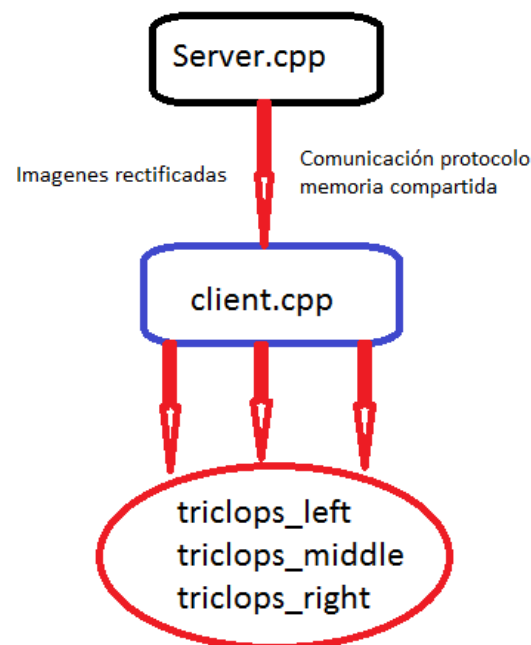 Server.cpp
Imagenes rectificadas
Comunicación protocolo
memoria compartida
client.cpp
triclops_left
triclops_middle
triclops_right